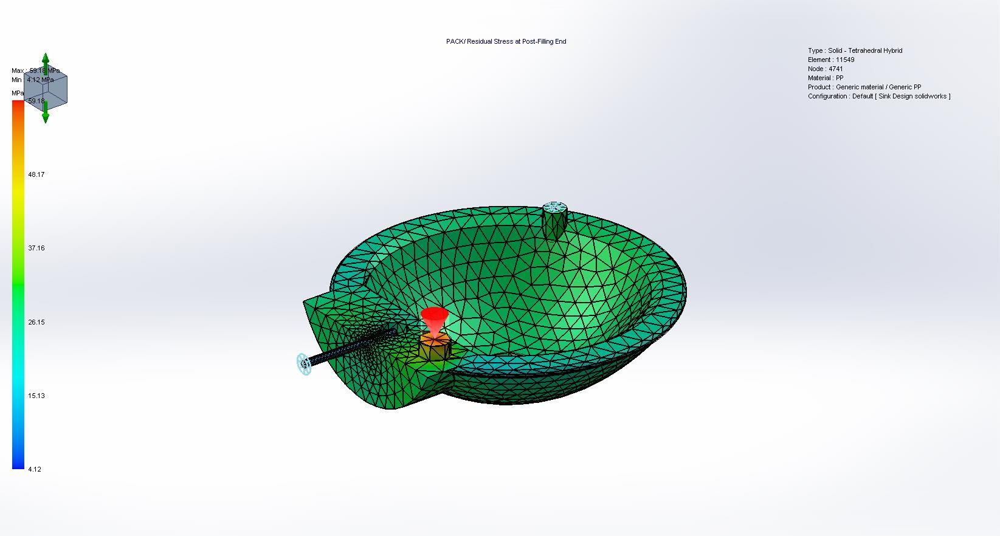 PACK/ Residual Stress at Post-Filling End
Type : Solid - Tetrahedral Hybrid
Element : 11549
Node : 4741
Material : PP
Product : Generic material / Generic PP
Configuration : Default [ Sink Design solidworks ]
Max : 59.18 MPa
Min : 4.12 MPa
MPa
59.18
48.17
37.16
26.15
15.13
4.12